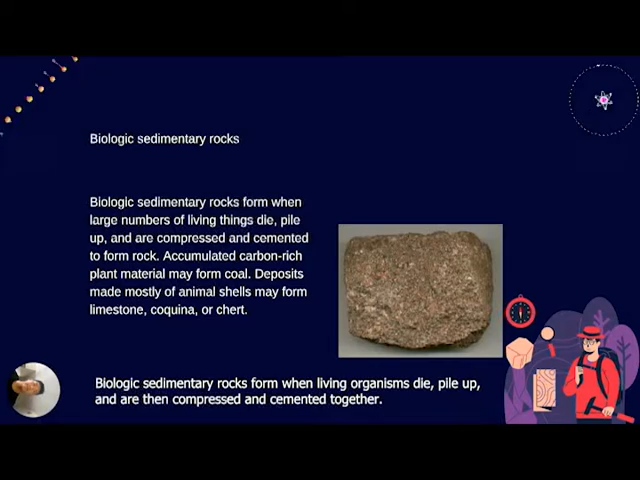 Biologic sedimentary rocks
Biologic sedimentary rocks form when
large numbers of living things die, pile
up, and are compressed and cemented
to form rock. Accumulated carbon-rich
plant material may form coal. Deposits
made mostly of animal shells may form
limestone, coquina, or chert.
Biologic sedimentary rocks form when living organisms die, pile up,
and are then compressed and cemented together.